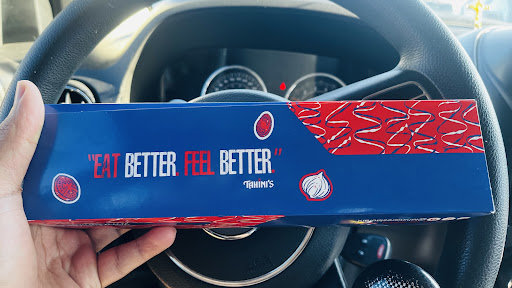 "EAT BETTER. FEEL BETTER."
TAHINI'S